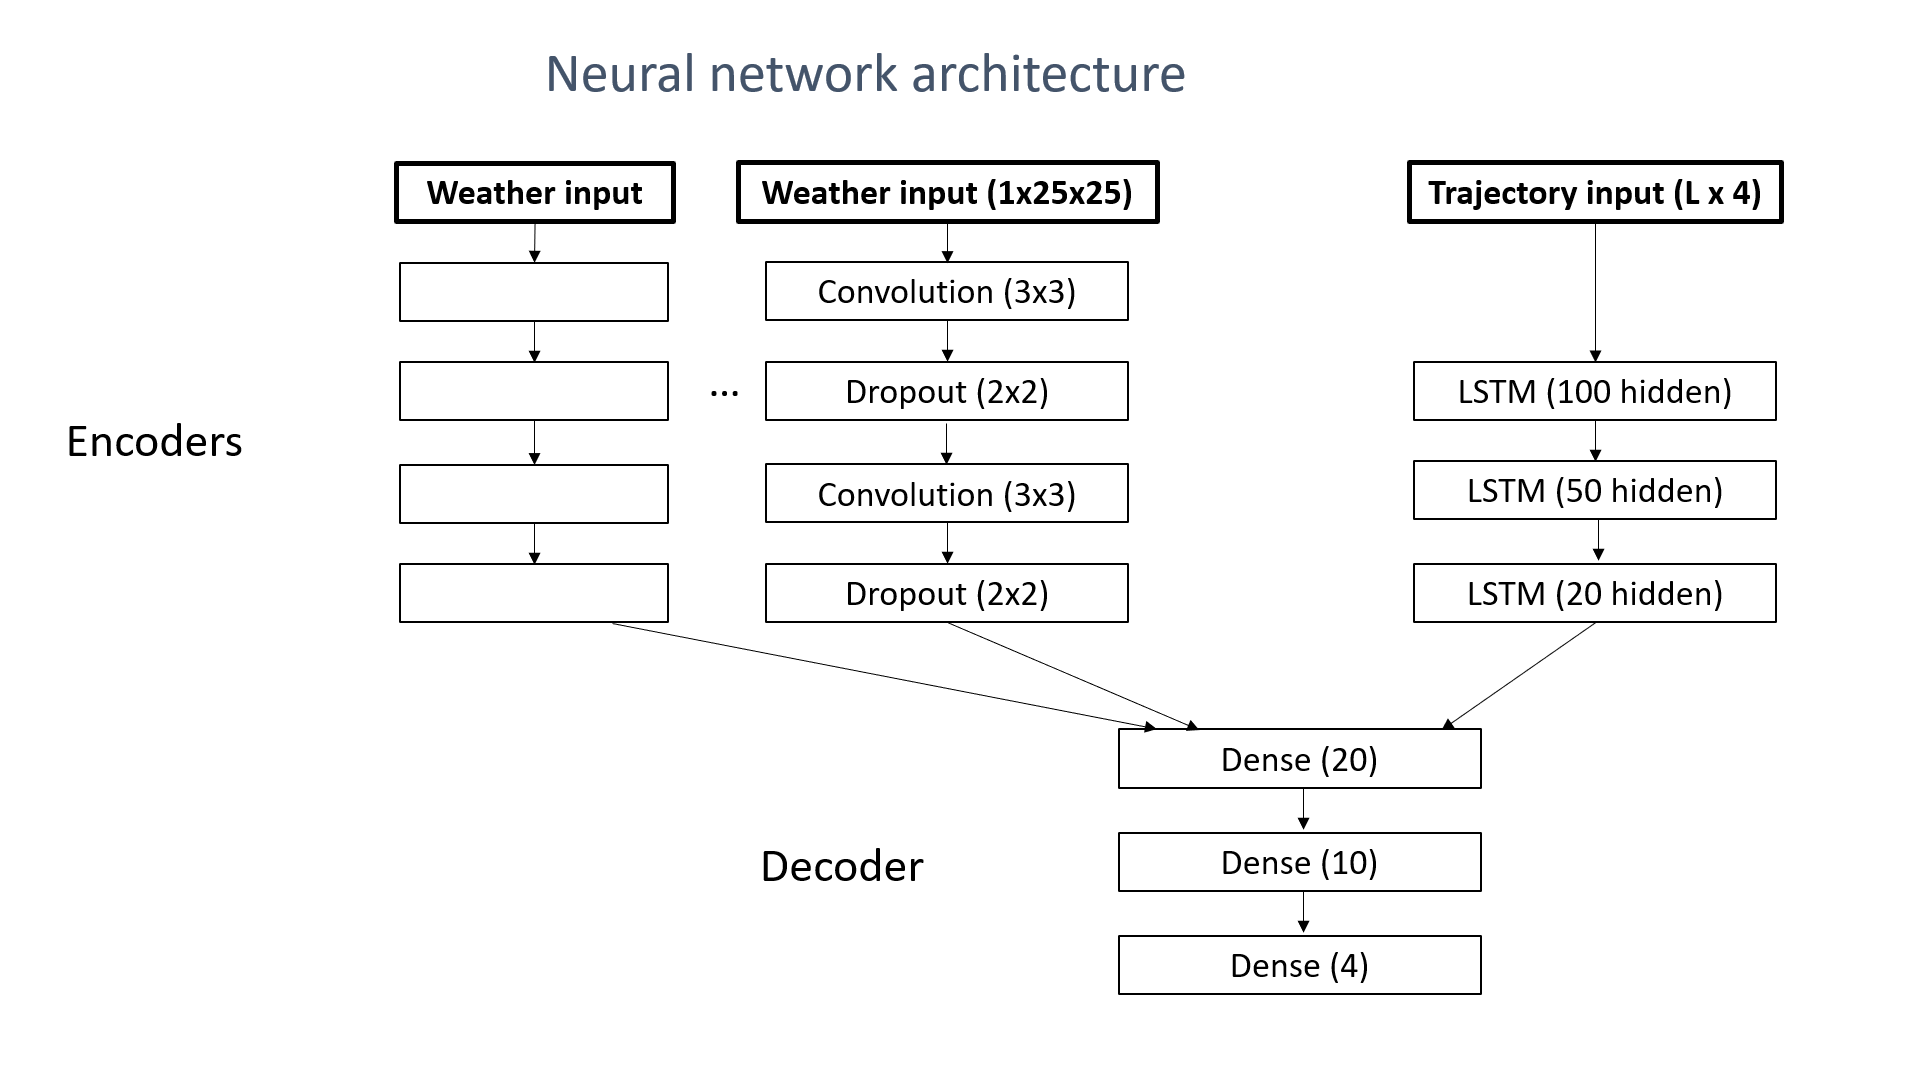 Neural network architecture
Weather input
Weather input (1x25x25)
Trajectory input (L x 4)
Convolution (3x3)
...
Dropout (2x2)
LSTM (100 hidden)
Encoders
Convolution (3x3)
LSTM (50 hidden)
Dropout (2x2)
LSTM (20 hidden)
Dense (20)
Decoder
Dense (10)
Dense (4)